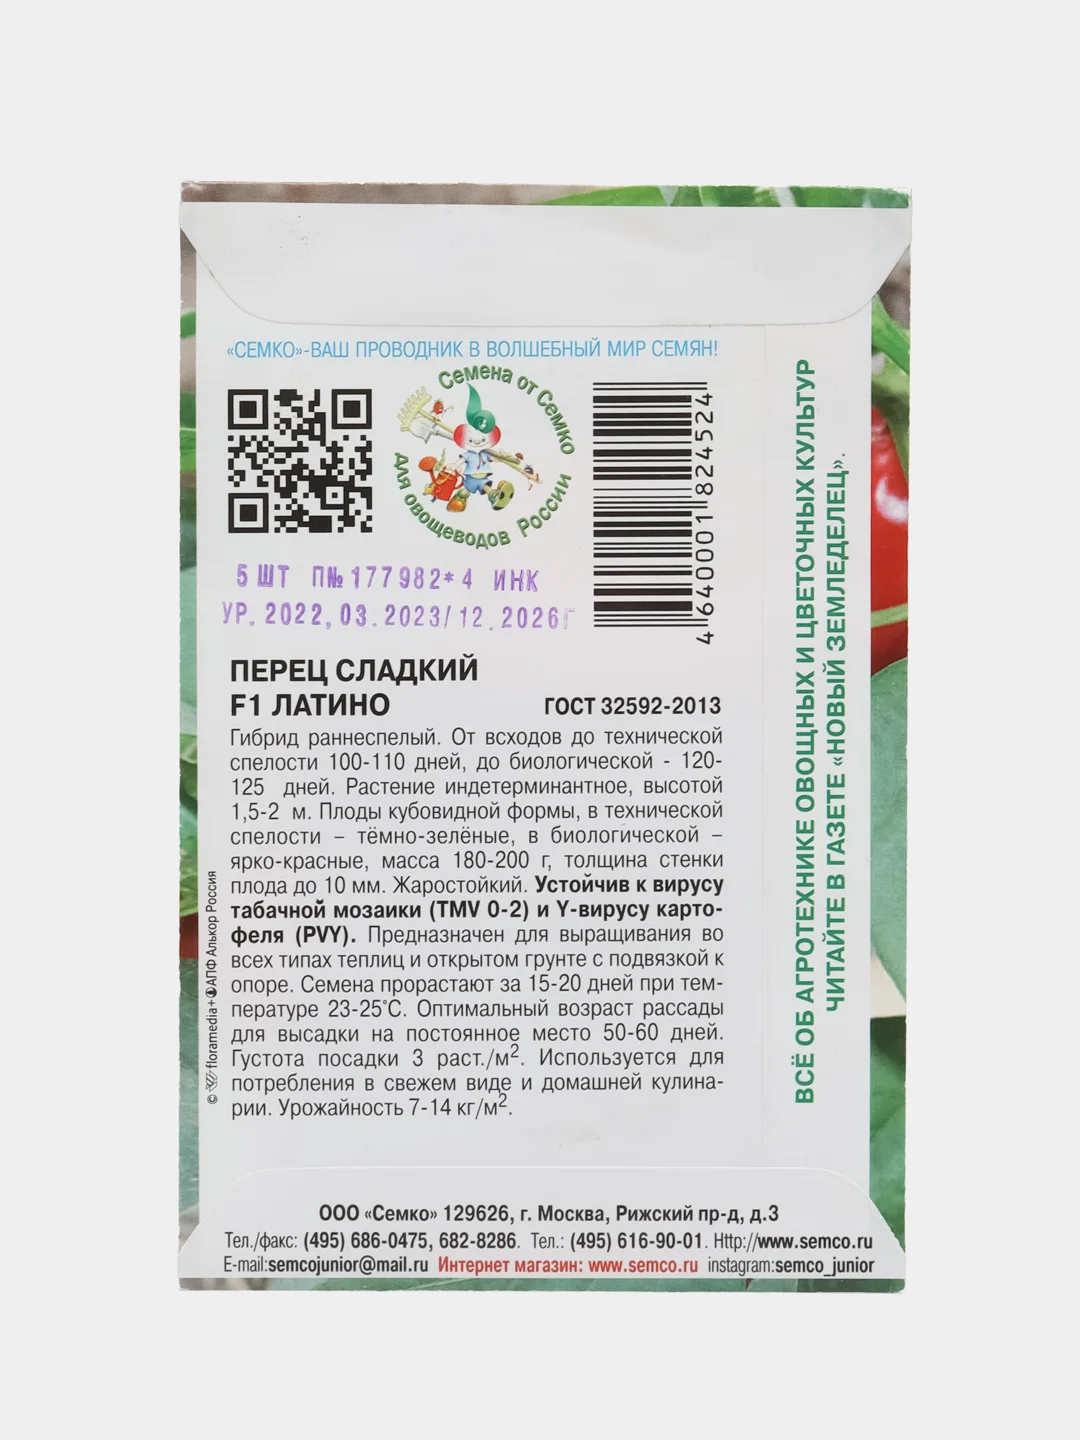 «СЕМКО»-ВАШ ПРОВОДНИК В ВОЛШЕБНЫЙ МИР СЕМЯН!
Семена от Семко
Для овощеводов России
4 640001 824524
5 ШТ П№ 177982*4 ИНК
УР. 2022, 03.2023/12.2026Г
ПЕРЕЦ СЛАДКИЙ
F1 ЛАТИНО
ГОСТ 32592-2013
Гибрид раннеспелый. От всходов до технической
спелости 100-110 дней, до биологической - 120-
125 дней. Растение индетерминантное, высотой
1,5-2 м. Плоды кубовидной формы, в технической
спелости – тёмно-зелёные, в биологической –
ярко-красные, масса 180-200 г, толщина стенки
плода до 10 мм. Жаростойкий. Устойчив к вирусу
табачной мозаики (TMV 0-2) и Y-вирусу карто-
феля (PVY). Предназначен для выращивания во
всех типах теплиц и открытом грунте с подвязкой к
опоре. Семена прорастают за 15-20 дней при тем-
пературе 23-25°С. Оптимальный возраст рассады
для высадки на постоянное место 50-60 дней.
Густота посадки 3 раст./м². Используется для
потребления в свежем виде и домашней кулина-
рии. Урожайность 7-14 кг/м².
© floramedia+АПФ Алькор Россия
ВСЁ ОБ АГРОТЕХНИКЕ ОВОЩНЫХ И ЦВЕТОЧНЫХ КУЛЬТУР
ЧИТАЙТЕ В ГАЗЕТЕ «НОВЫЙ ЗЕМЛЕДЕЛЕЦ».
ООО «Семко» 129626, г. Москва, Рижский пр-д, д.3
Тел./факс: (495) 686-0475, 682-8286. Тел.: (495) 616-90-01. Http://www.semco.ru
E-mail:semcojunior@mail.ru Интернет магазин: www.semco.ru instagram:semco_junior